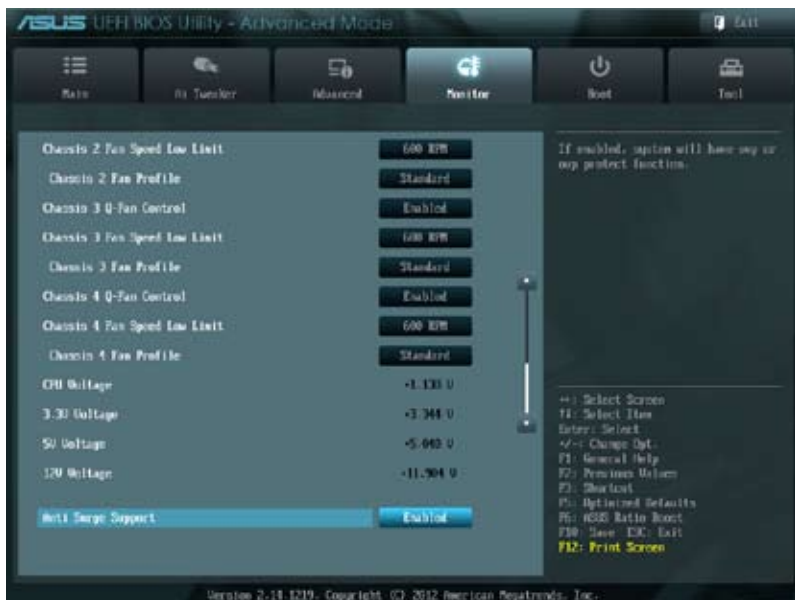 ASUS UEFI BIOS Utility - Advanced Mode
Exit
Main
Ai Tweaker
Advanced
Monitor
Boot
Tool
Chassis 2 Fan Speed Low Limit 600 RPM
Chassis 2 Fan Profile Standard
Chassis 3 Q-Fan Control Enabled
Chassis 3 Fan Speed Low Limit 600 RPM
Chassis 3 Fan Profile Standard
Chassis 4 Q-Fan Control Enabled
Chassis 4 Fan Speed Low Limit 600 RPM
Chassis 4 Fan Profile Standard
CPU Voltage V
3.3V Voltage +3.344 V
5V Voltage +5.040 V
12V Voltage +11.904 V
Anti Surge Support Enabled
If enabled, system will have ovp or
protect function.
Select Screen
Select Item
Enter: Select
+/-: Change Opt.
F1: General Help
F2: Previous Values
F3: Shortcut
F5: Optimized Defaults
F6: ASUS Ratio Boost
F10: Save ESC: Exit
F12: Print Screen
Version 2.14.1219. Copyright (C) 2012 American Megatrends, Inc.